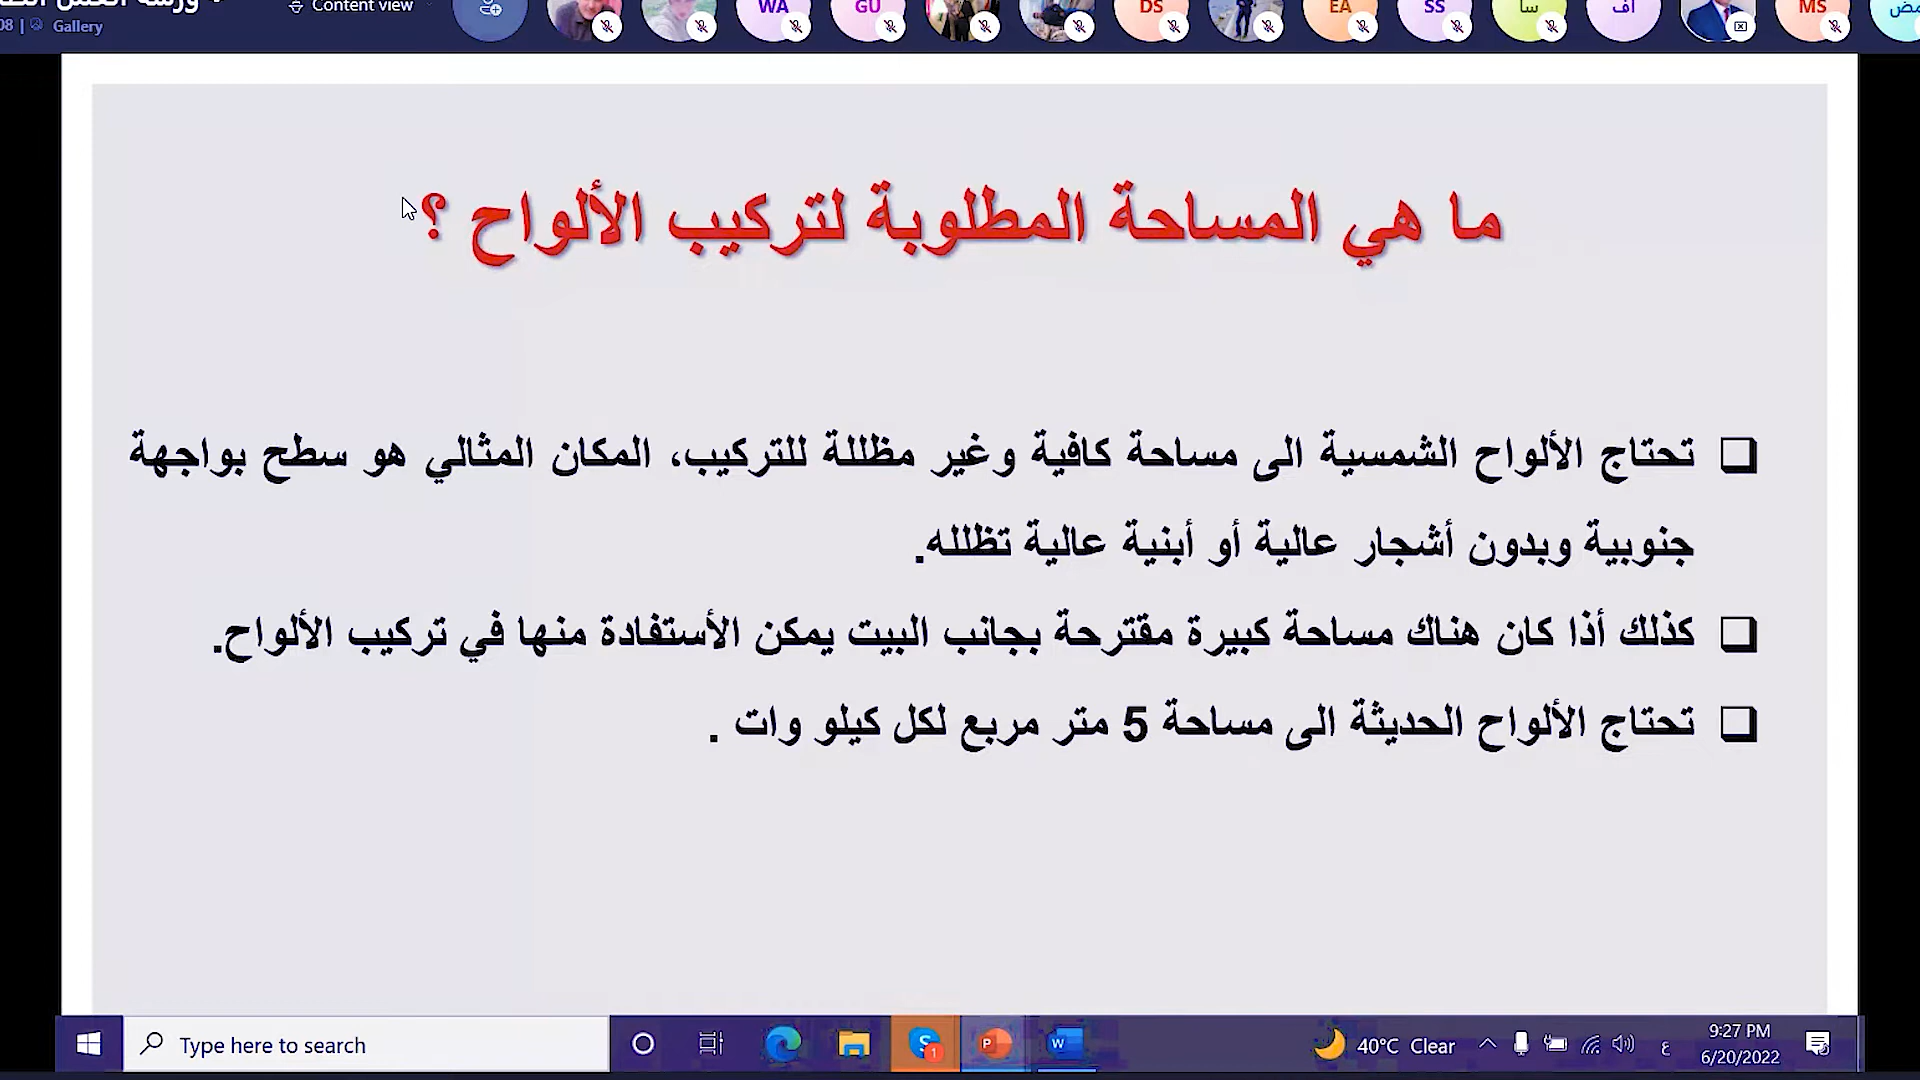 Content view
Gallery
WA
GU
DS
EA
SS
سا
اف
MS
ما هي المساحة المطلوبة لتركيب الألواح ؟
تحتاج الألواح الشمسية الى مساحة كافية وغير مظللة للتركيب، المكان المثالي هو سطح بواجهة
جنوبية وبدون أشجار عالية أو أبنية عالية تظلله.
كذلك أذا كان هناك مساحة كبيرة مقترحة بجانب البيت يمكن الأستفادة منها في تركيب الألواح.
تحتاج الألواح الحديثة الى مساحة 5 متر مربع لكل كيلو وات .
Type here to search
40°C Clear
ع
9:27 PM
6/20/2022